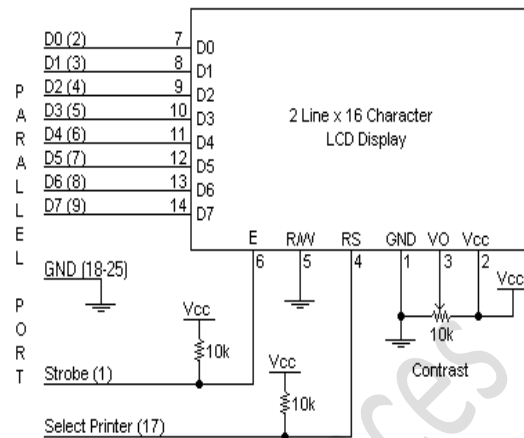 D0 (2) 7 D0
D1 (3) 8 D1
D2 (4) 9 D2
D3 (5) 10 D3
D4 (6) 11 D4
D5 (7) 12 D5
D6 (8) 13 D6
D7 (9) 14 D7
2 Line x 16 Character
LCD Display
PARALLEL PORT
E R/W RS GND VO Vcc
6 5 4 1 3 2
GND (18-25)
Vcc
10k
Vcc
10k
Contrast
Strobe (1)
Vcc
10k
Select Printer (17)